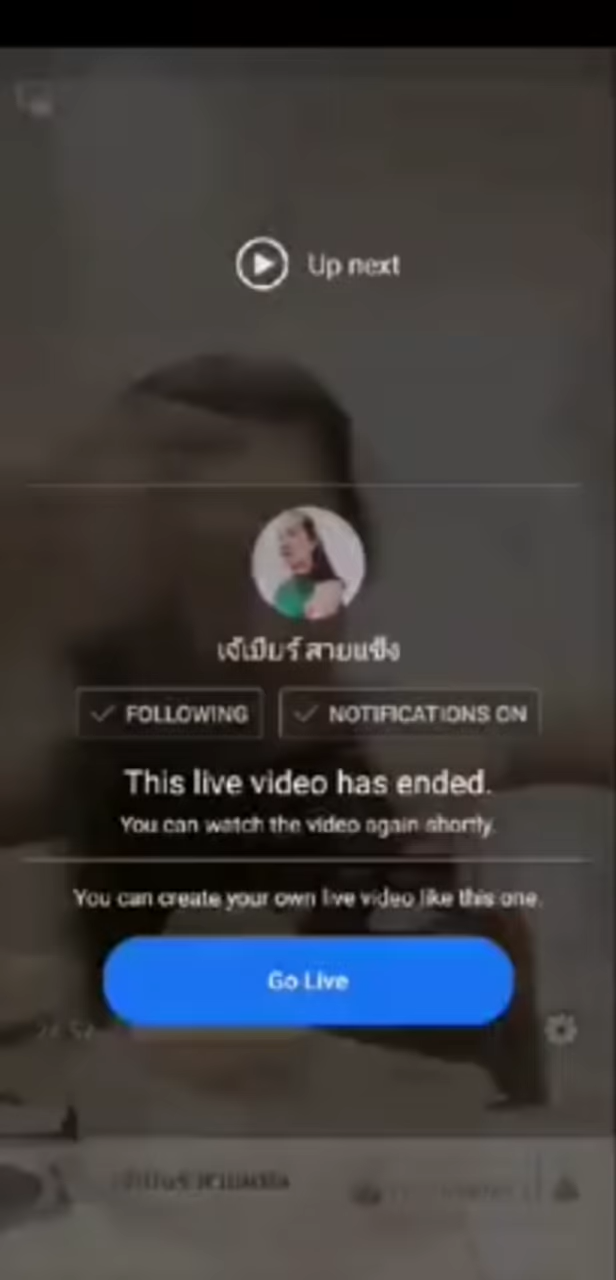 Up next
เจ๊เบียร์ สายแข็ง
FOLLOWING
NOTIFICATIONS ON
This live video has ended.
You can watch the video again shortly.
You can create your own live video like this one.
Go Live